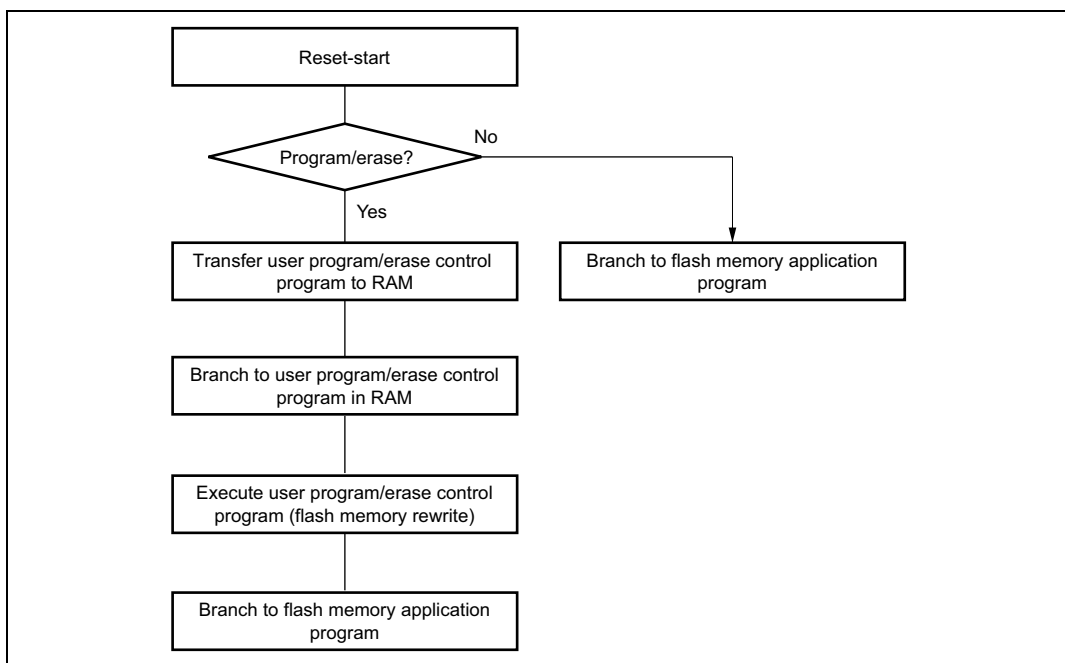 Reset-start
Program/erase?
No
Yes
Transfer user program/erase control
program to RAM
Branch to flash memory application
program
Branch to user program/erase control
program in RAM
Execute user program/erase control
program (flash memory rewrite)
Branch to flash memory application
program